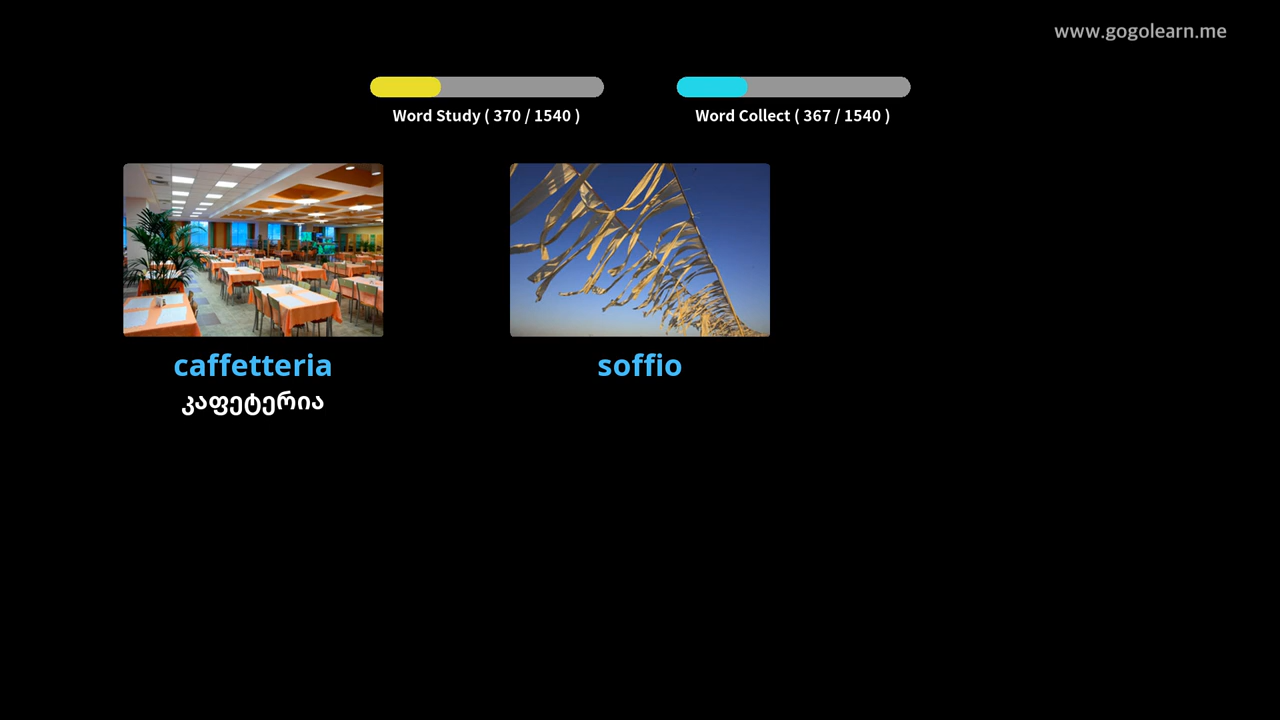 www.gogolearn.me
Word Study ( 370 / 1540 )
Word Collect ( 367 / 1540 )
caffetteria
კაფეტერია
soffio